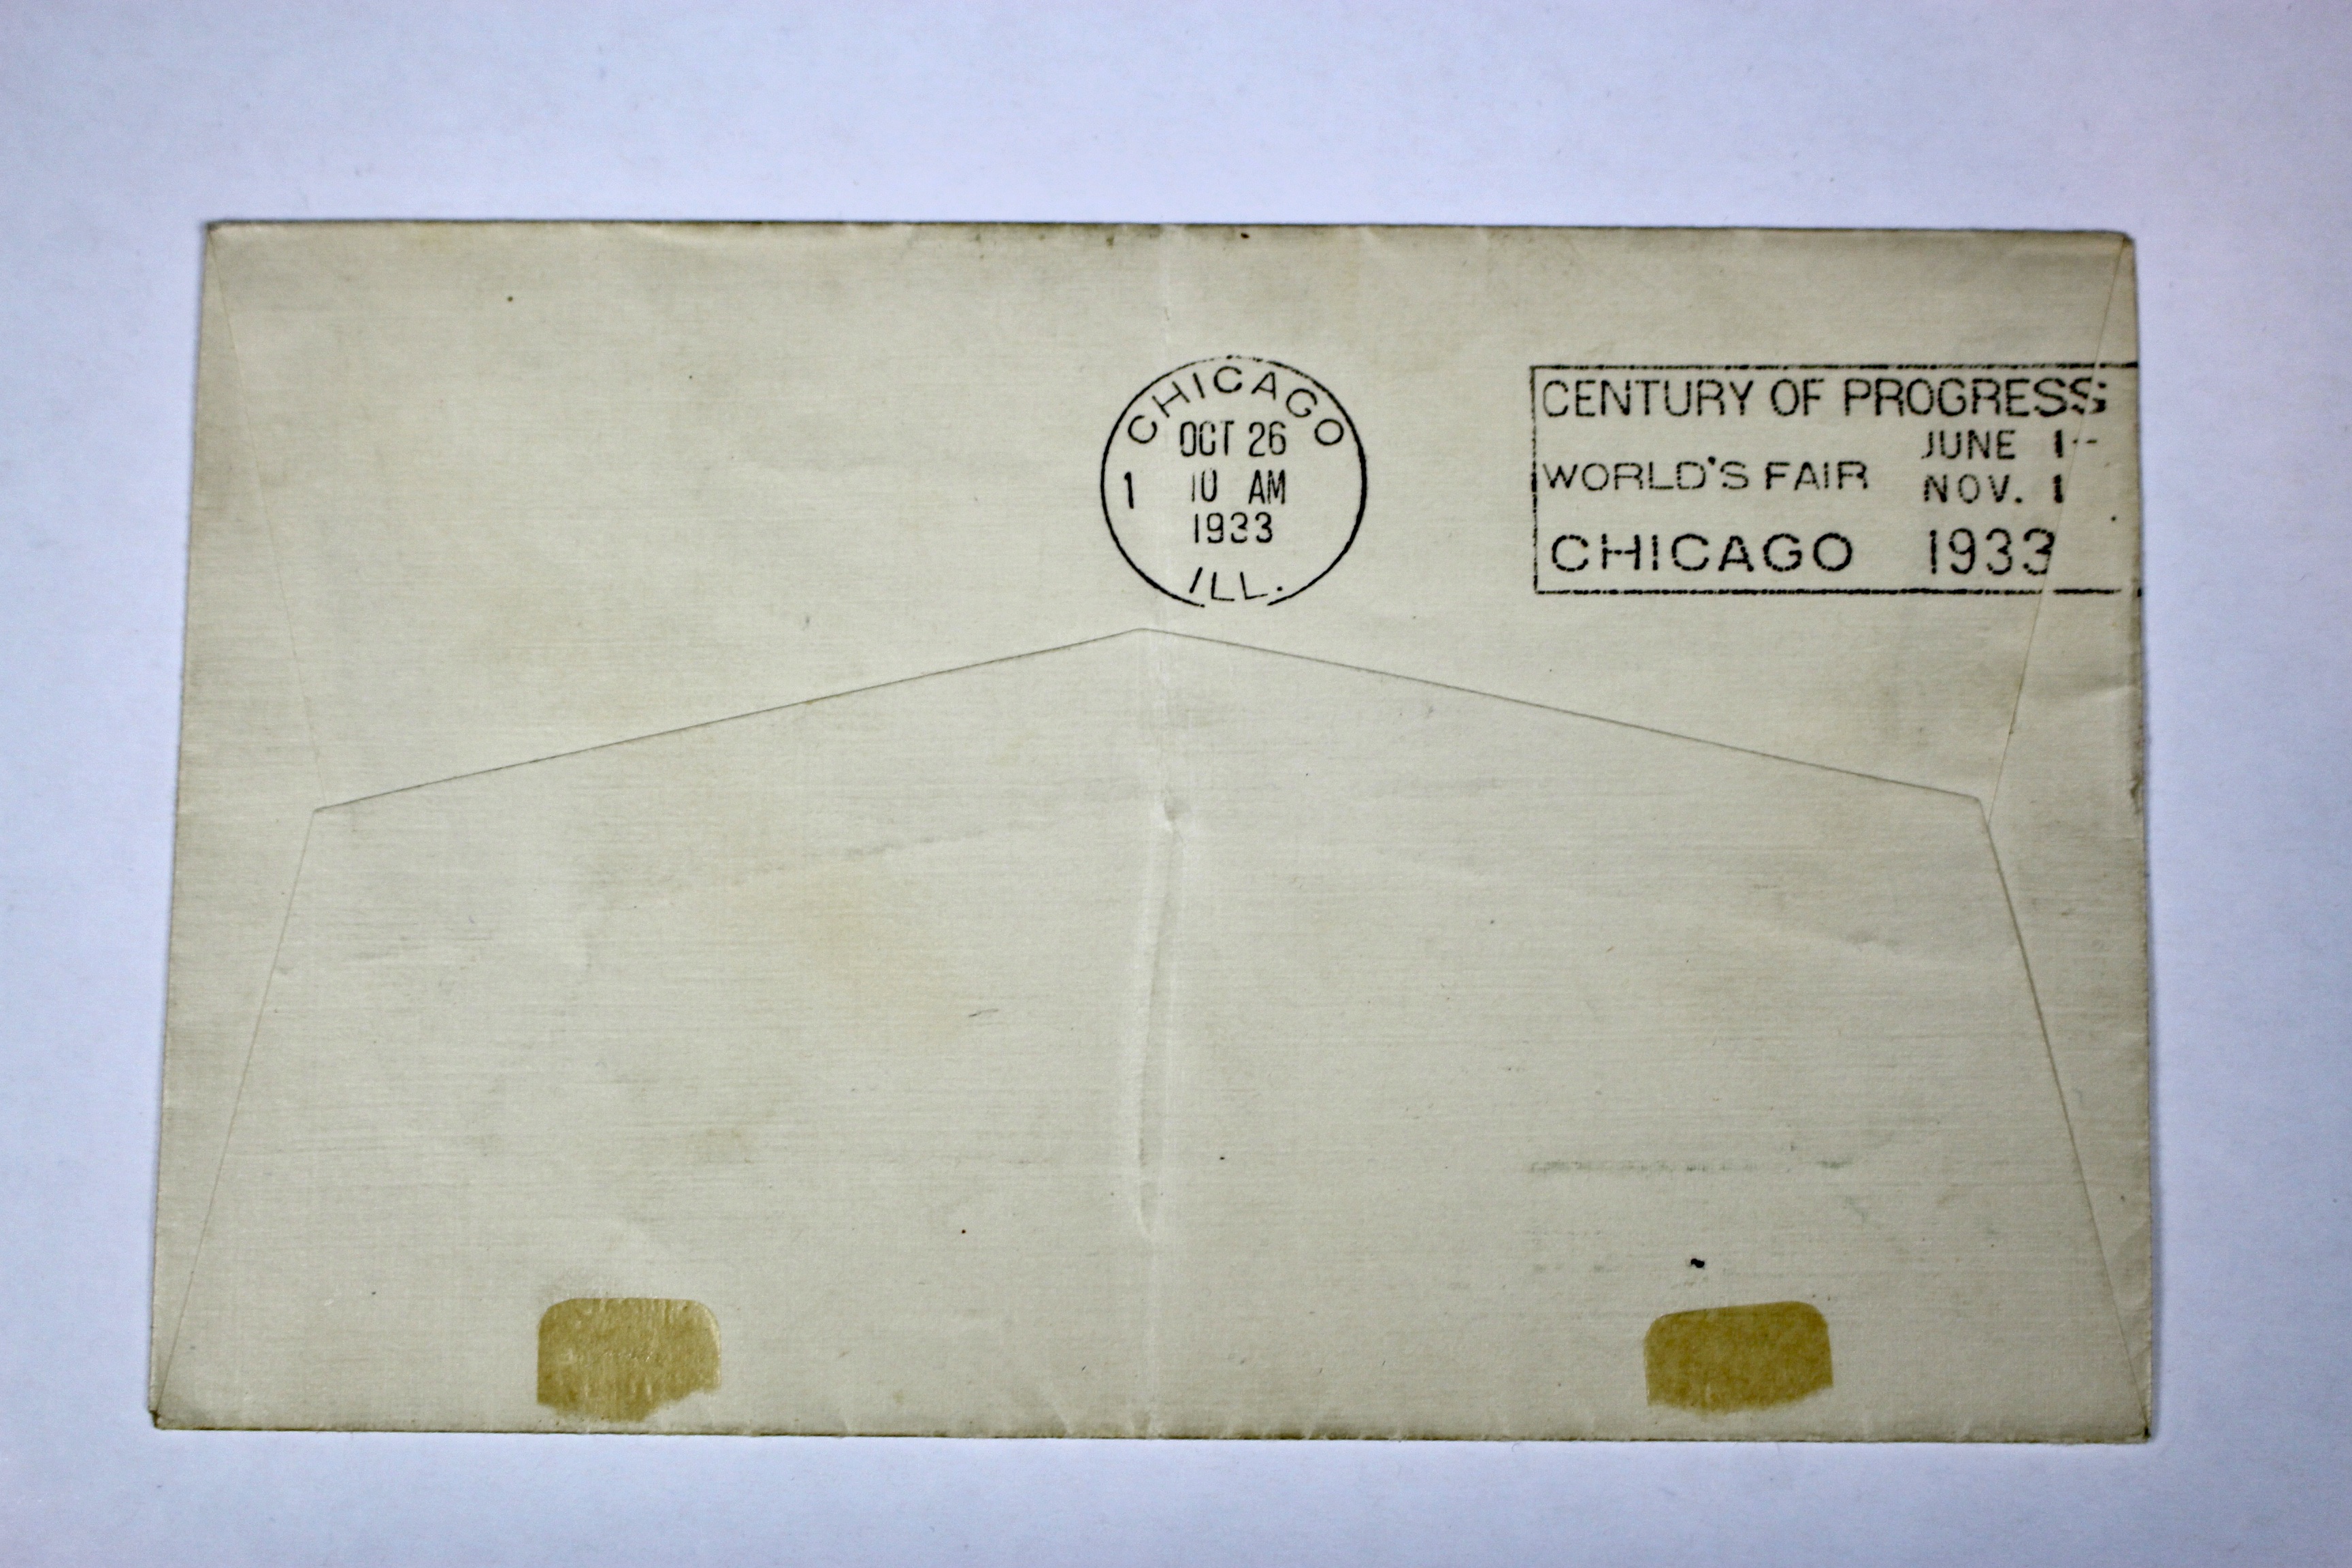 CHICAGO
OCT 26
1 10 AM
1933
ILL.
CENTURY OF PROGRESS
JUNE 1-
WORLD'S FAIR
NOV. 1
CHICAGO 1933